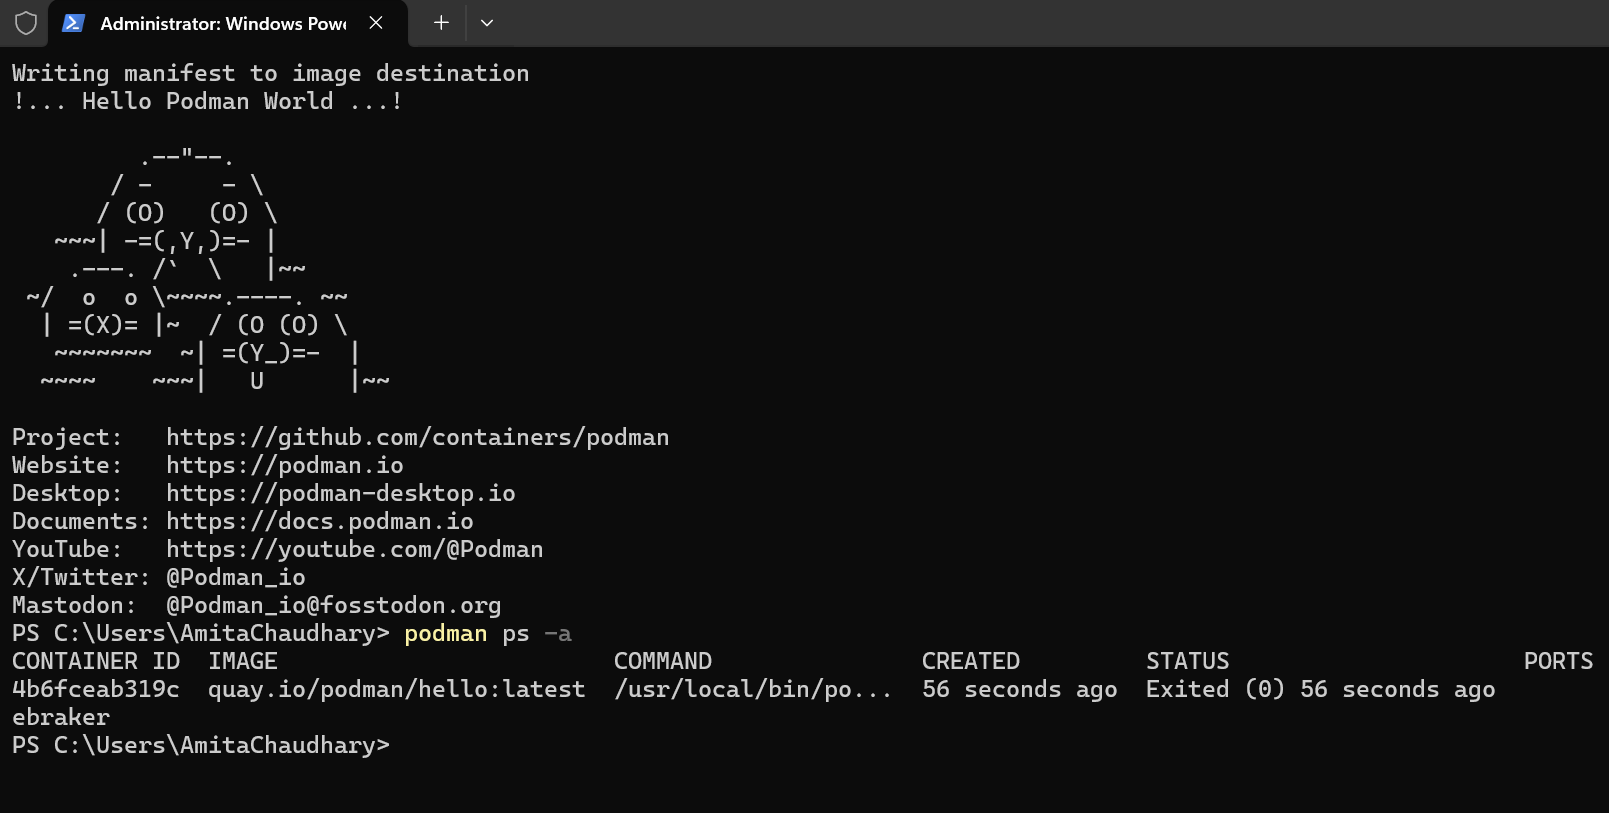 Administrator: Windows Powe
Writing manifest to image destination
!... Hello Podman World ...!

         .--"--.
       / -     - \
      / (O)   (O) \
   ~~~| -=(,Y,)=- |
    .---. /`  \   |~~
 ~/  o  o \~~~~.----. ~~
  | =(X)= |~  / (O (O) \
   ~~~~~~~  ~| =(Y_)=-  |
  ~~~~    ~~~|   U      |~~

Project:   https://github.com/containers/podman
Website:   https://podman.io
Desktop:   https://podman-desktop.io
Documents: https://docs.podman.io
YouTube:   https://youtube.com/@Podman
X/Twitter: @Podman_io
Mastodon:  @Podman_io@fosstodon.org
PS C:\Users\AmitaChaudhary> podman ps -a
CONTAINER ID  IMAGE                        COMMAND               CREATED         STATUS                     PORTS
4b6fceab319c  quay.io/podman/hello:latest  /usr/local/bin/po...  56 seconds ago  Exited (0) 56 seconds ago
ebraker
PS C:\Users\AmitaChaudhary>